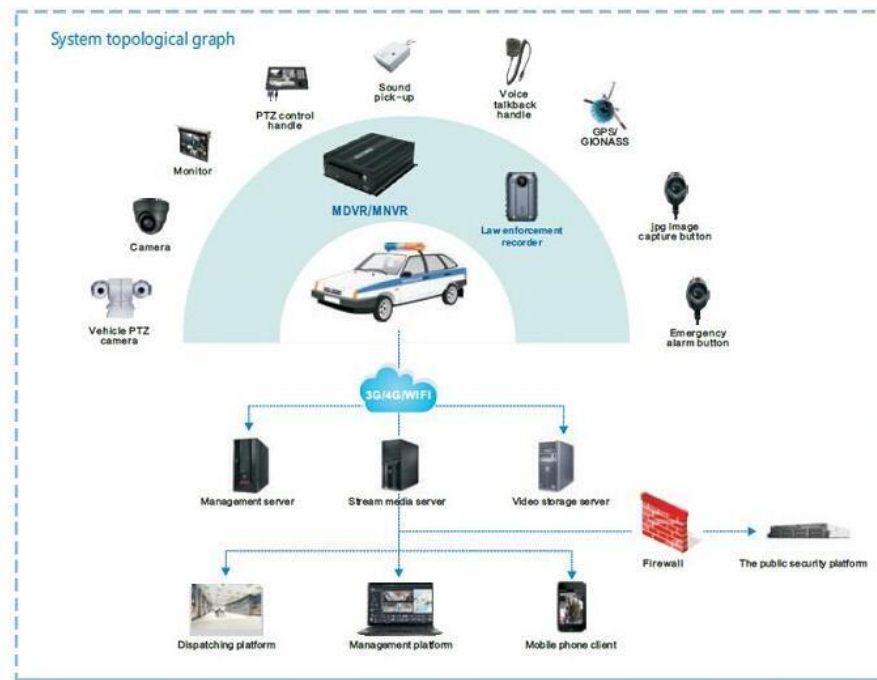 System topological graph
Sound
pick-up
Voice
talkback
handle
PTZ control
handle
GPS/
GIONASS
Monitor
MDVR/MNVR
Law enforcement
recorder
jpg image
capture button
Camera
Vehicle PTZ
camera
Emergency
alarm button
3G/4G/WIFI
Management server
Stream media server
Video storage server
Firewall
The public security platform
Dispatching platform
Management platform
Mobile phone client